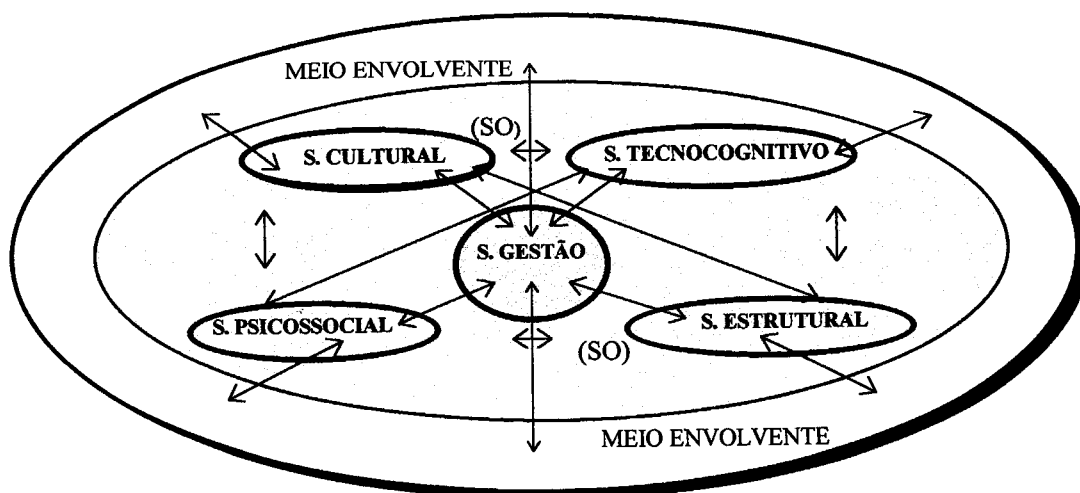 MEIO ENVOLVENTE
(SO)
S. CULTURAL
S. TECNOCOGNITIVO
S. GESTÃO
S. PSICOSSOCIAL
S. ESTRUTURAL
(SO)
MEIO ENVOLVENTE